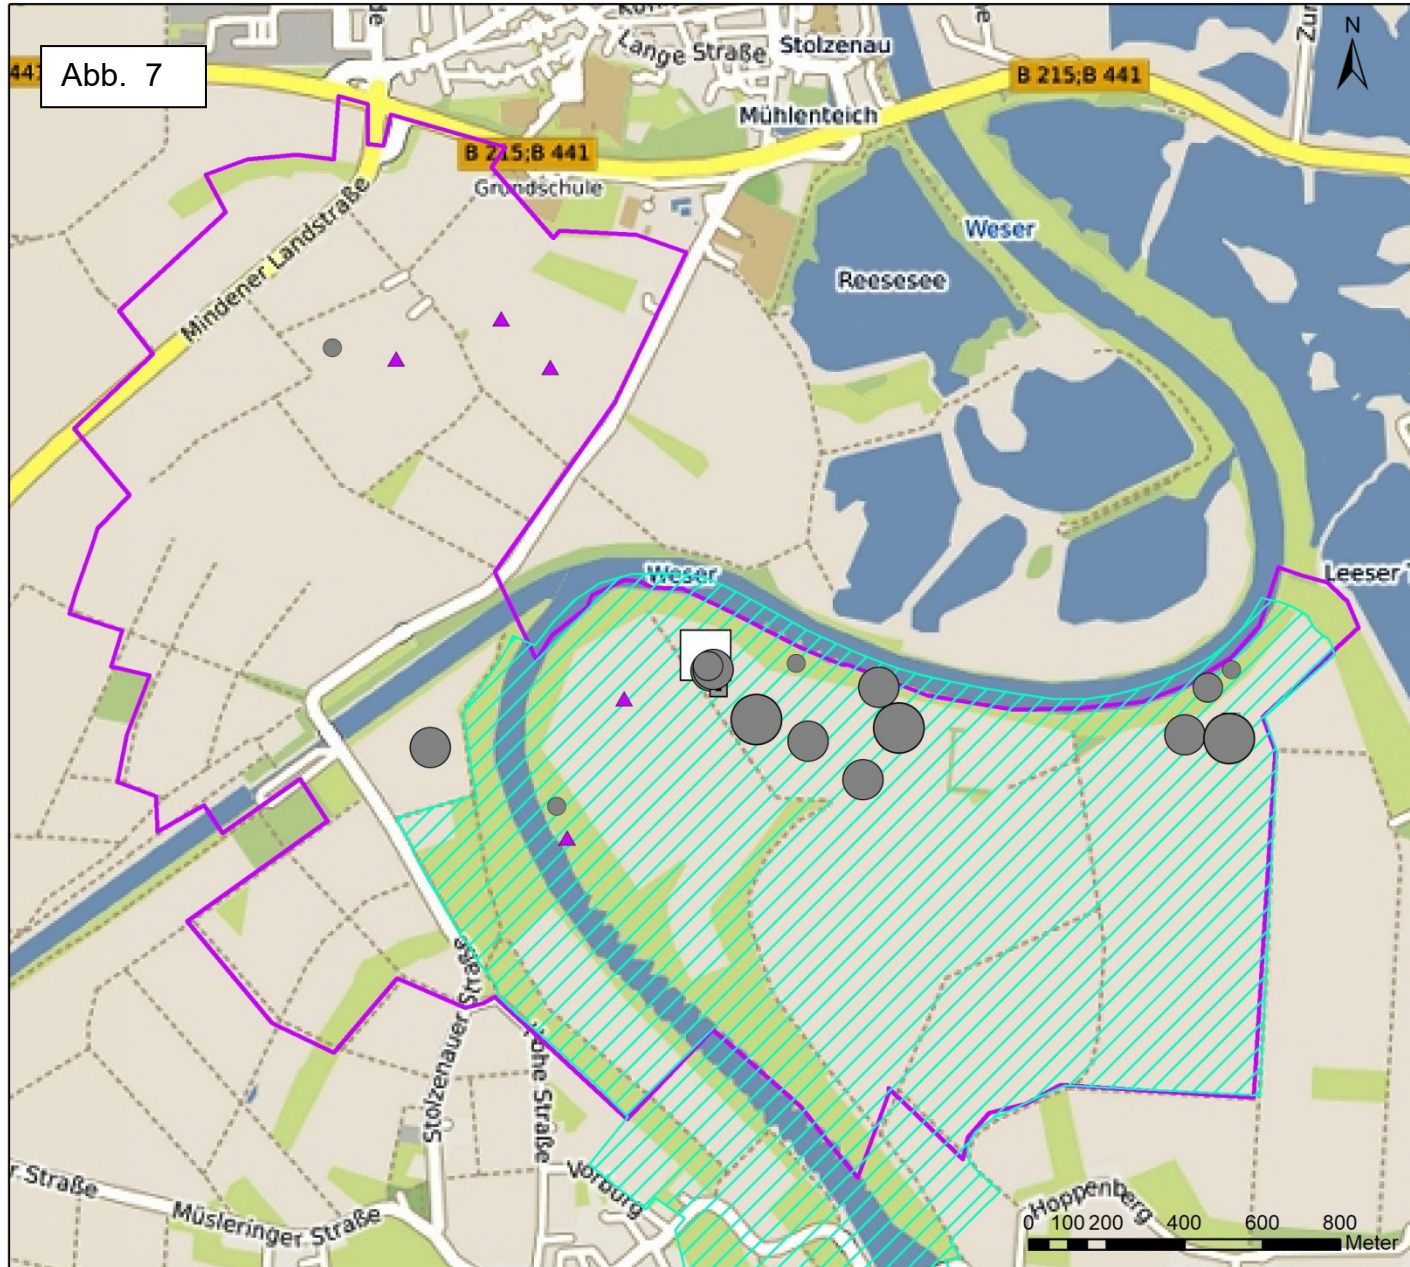 Abb. 7
Lange Straße
Stolzenau
N
B 215;B 441
Mühlenteich
B 215;B 441
Grundschule
Weser
Mindener Landstraße
Reesesee
Weser
Leeser
Stolzenauer Straße
Hohe Straße
Vorburg
r Straße
Müsleringer Straße
Hoppenberg
0 100 200 400 600 800
Meter